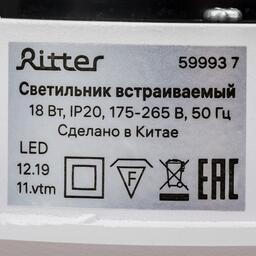 Ritter 59993 7
Светильник встраиваемый
18 Вт, IP20, 175-265 В, 50 Гц
Сделано в Китае
LED
12.19
11.vtm
F
EAC